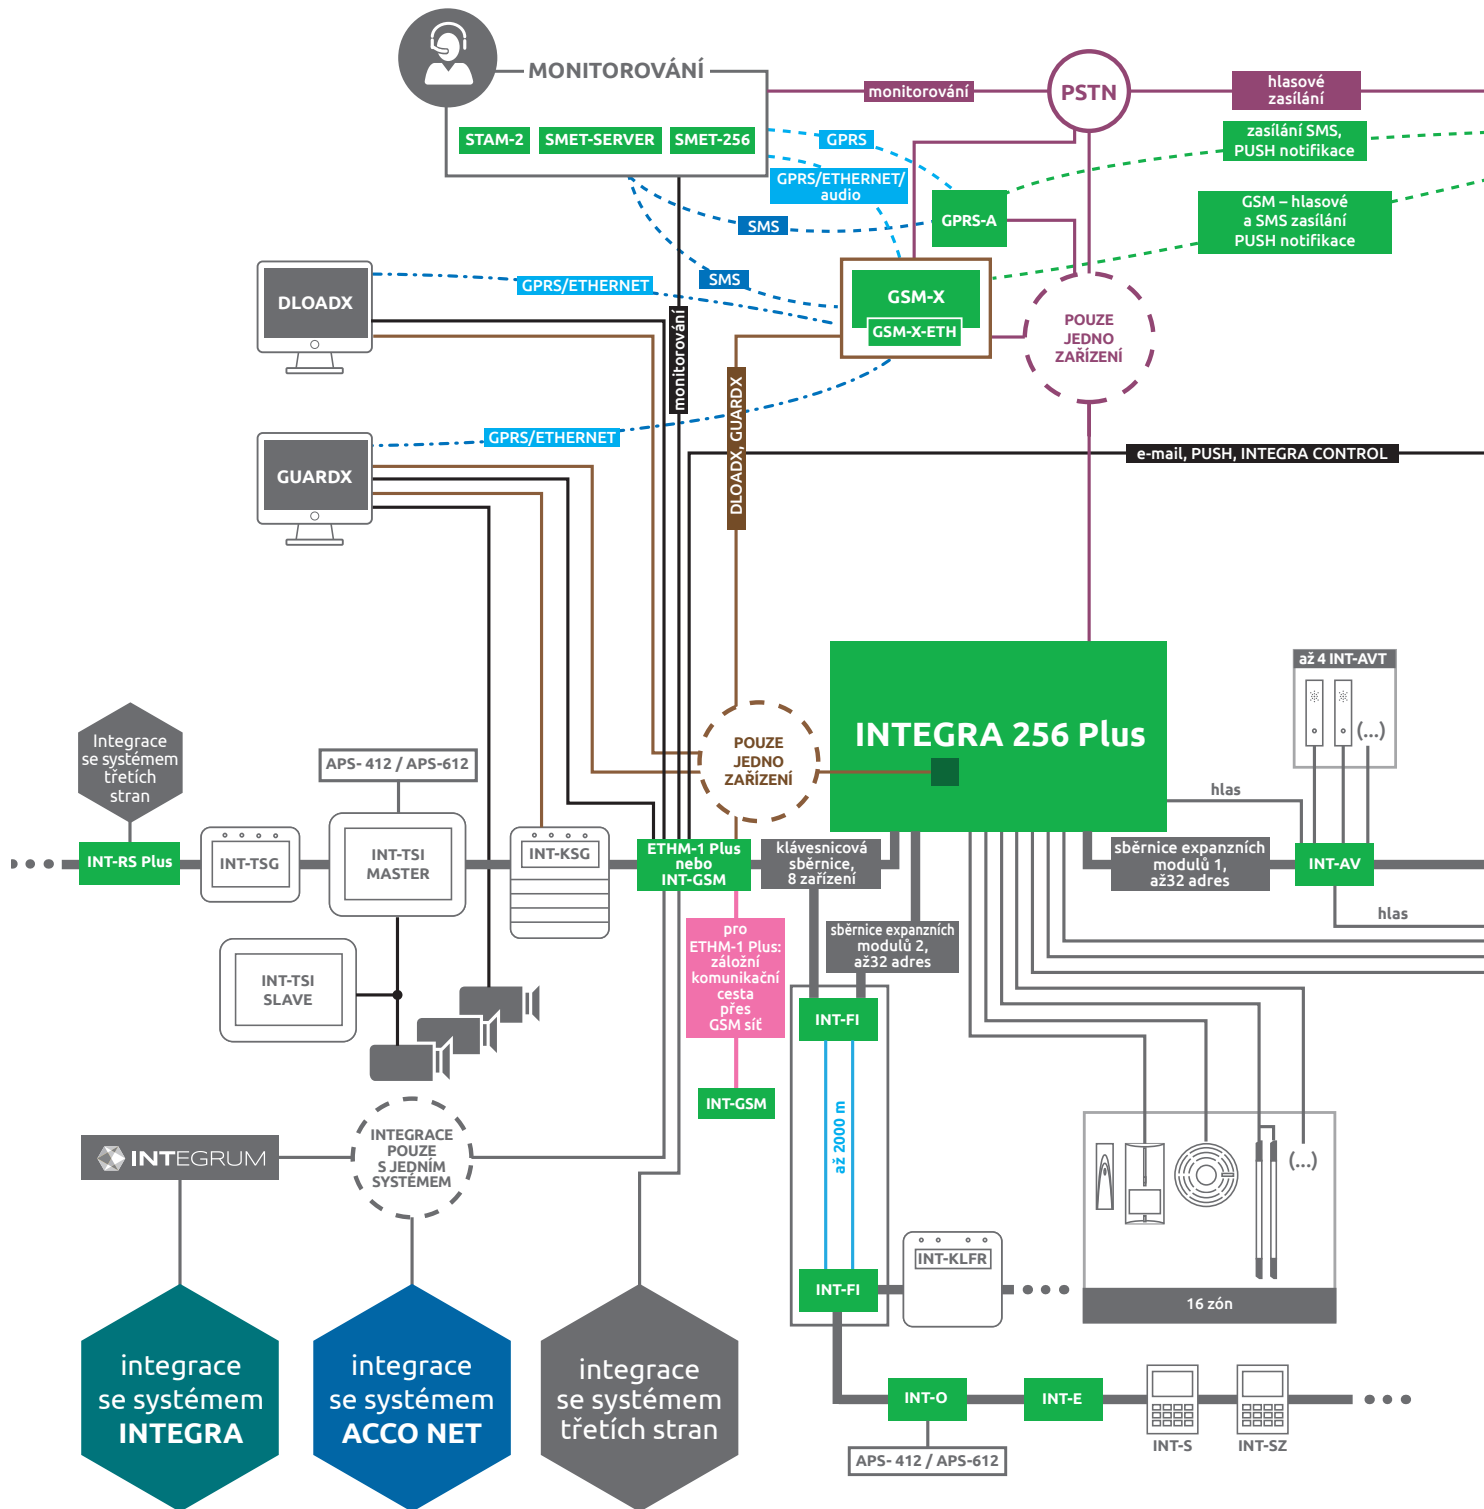 MONITOROVÁNÍ
STAM-2
SMET-SERVER
SMET-256
monitorování
PSTN
hlasové
zasílání
GPRS
GPRS/ETHERNET/
audio
zasílání SMS,
PUSH notifikace
GPRS-A
GSM – hlasové
a SMS zasílání
PUSH notifikace
SMS
SMS
DLOADX
GPRS/ETHERNET
GSM-X
GSM-X-ETH
POUZE
JEDNO
ZAŘÍZENÍ
monitorování
DLOADX, GUARDX
GUARDX
GPRS/ETHERNET
e-mail, PUSH, INTEGRA CONTROL
až 4 INT-AVT
(...)
INTEGRA 256 Plus
POUZE
JEDNO
ZAŘÍZENÍ
Integrace
se systémem
třetích
stran
APS- 412 / APS-612
hlas
INT-RS Plus
INT-TSG
INT-TSI
MASTER
INT-KSG
ETHM-1 Plus
nebo
INT-GSM
klávesnicová
sběrnice,
8 zařízení
sběrnice expanzních
modulů 1,
až32 adres
INT-AV
hlas
sběrnice expanzních
modulů 2,
až32 adres
pro
ETHM-1 Plus:
záložní
komunikační
cesta
přes
GSM síť
INT-TSI
SLAVE
INT-FI
INT-GSM
až 2000 m
INTEGRUM
INTEGRACE
POUZE
S JEDNÍM
SYSTÉMEM
(...)
16 zón
INT-KLFR
INT-FI
integrace
se systémem
INTEGRA
integrace
se systémem
ACCO NET
integrace
se systémem
třetích stran
INT-O
INT-E
INT-S
INT-SZ
APS- 412 / APS-612